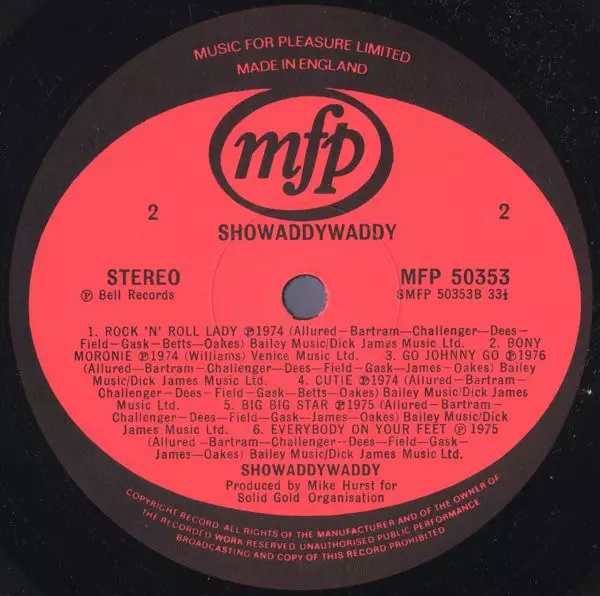 MUSIC FOR PLEASURE LIMITED
MADE IN ENGLAND
mfp
2
2
SHOWADDYWADDY
STEREO
MFP 50353
℗ Bell Records
SMFP 50353B 33⅓
1. ROCK 'N' ROLL LADY ℗1974 (Allured—Bartram—Challenger—Dees—
Field—Gask—Betts—Oakes) Bailey Music/Dick James Music Ltd. 2. BONY
MORONIE ℗1974 (Williams) Venice Music Ltd. 3. GO JOHNNY GO ℗1976
(Allured—Bartram—Challenger—Dees—Field—Gask—James—Oakes) Bailey
Music/Dick James Music Ltd. 4. CUTIE ℗1974 (Allured—Bartram—
Challenger—Dees— Field—Gask—Betts—Oakes) Bailey Music/Dick James
Music Ltd. 5. BIG BIG STAR ℗1975 (Allured—Bartram—
Challenger—Dees—Field—Gask—James—Oakes) Bailey Music/Dick
James Music Ltd. 6. EVERYBODY ON YOUR FEET ℗ 1975
(Allured —Bartram—Challenger—Dees—Field—Gask—
James—Oakes) Bailey Music/Dick James Music Ltd.
SHOWADDYWADDY
Produced by Mike Hurst for
Solid Gold Organisation
COPYRIGHT RECORD. ALL RIGHTS OF THE MANUFACTURER AND OF THE OWNER OF
THE RECORDED WORK RESERVED UNAUTHORISED PUBLIC PERFORMANCE
BROADCASTING AND COPY OF THIS RECORD PROHIBITED